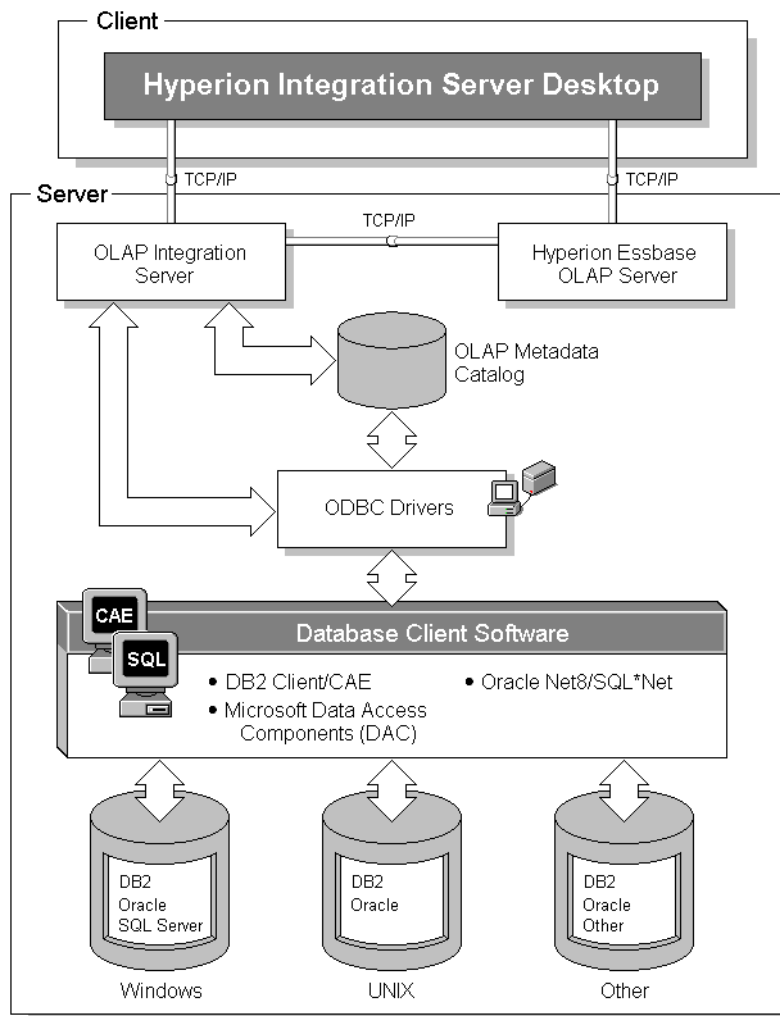 Client
Hyperion Integration Server Desktop
TCP/IP
TCP/IP
Server
TCP/IP
OLAP Integration
Server
Hyperion Essbase
OLAP Server
OLAP Metadata
Catalog
ODBC Drivers
CAE
SQL
Database Client Software
• DB2 Client/CAE
• Microsoft Data Access
Components (DAC)
• Oracle Net8/SQL*Net
DB2
Oracle
SQL Server
DB2
Oracle
DB2
Oracle
Other
Windows
UNIX
Other